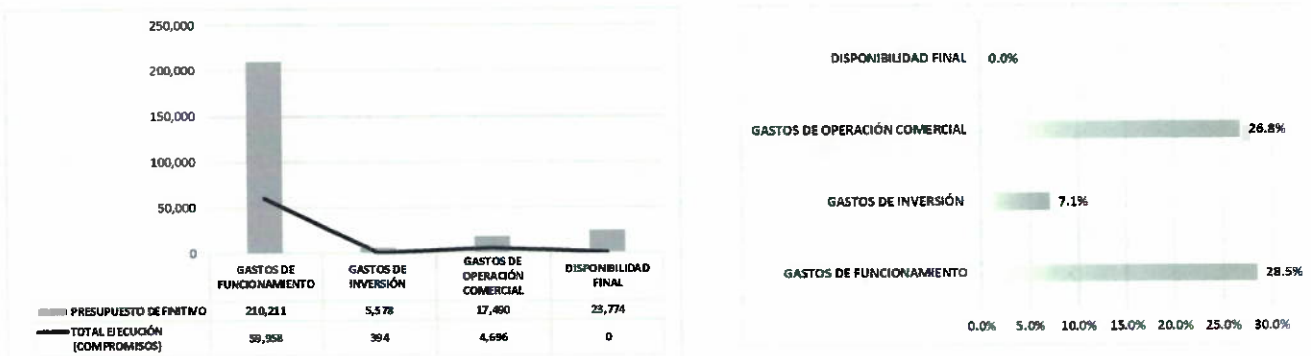 250,000
200,000
150,000
100,000
50,000
0
GASTOS DE FUNCIONAMIENTO
GASTOS DE INVERSIÓN
GASTOS DE OPERACIÓN COMERCIAL
DISPONIBILIDAD FINAL
PRESUPUESTO DEFINITIVO 210,211 5,578 17,490 23,774
TOTAL EJECUCIÓN (COMPROMISOS) 59,958 394 4,696 0
DISPONIBILIDAD FINAL 0.0%
GASTOS DE OPERACIÓN COMERCIAL 26.8%
GASTOS DE INVERSIÓN 7.1%
GASTOS DE FUNCIONAMIENTO 28.5%
0.0% 5.0% 10.0% 15.0% 20.0% 25.0% 30.0%